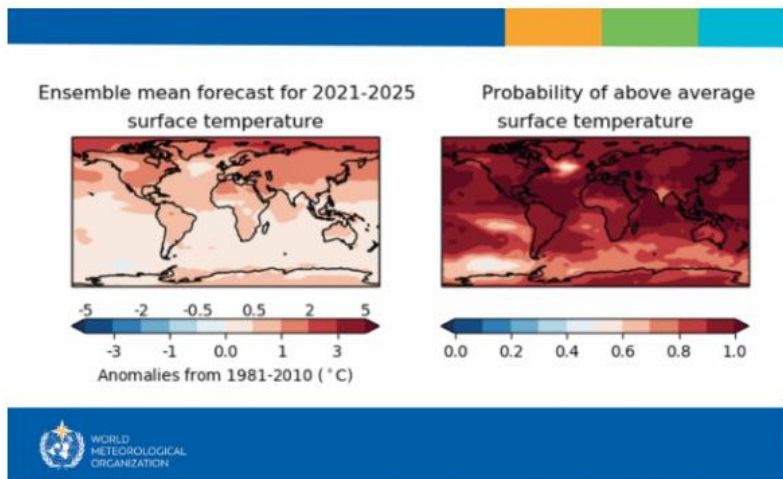 Ensemble mean forecast for 2021-2025
surface temperature
Probability of above average
surface temperature
-5 -2 -0.5 0.5 2 5
-3 -1 0.0 1 3
Anomalies from 1981-2010 (°C)
0.0 0.2 0.4 0.6 0.8 1.0
WORLD
METEOROLOGICAL
ORGANIZATION